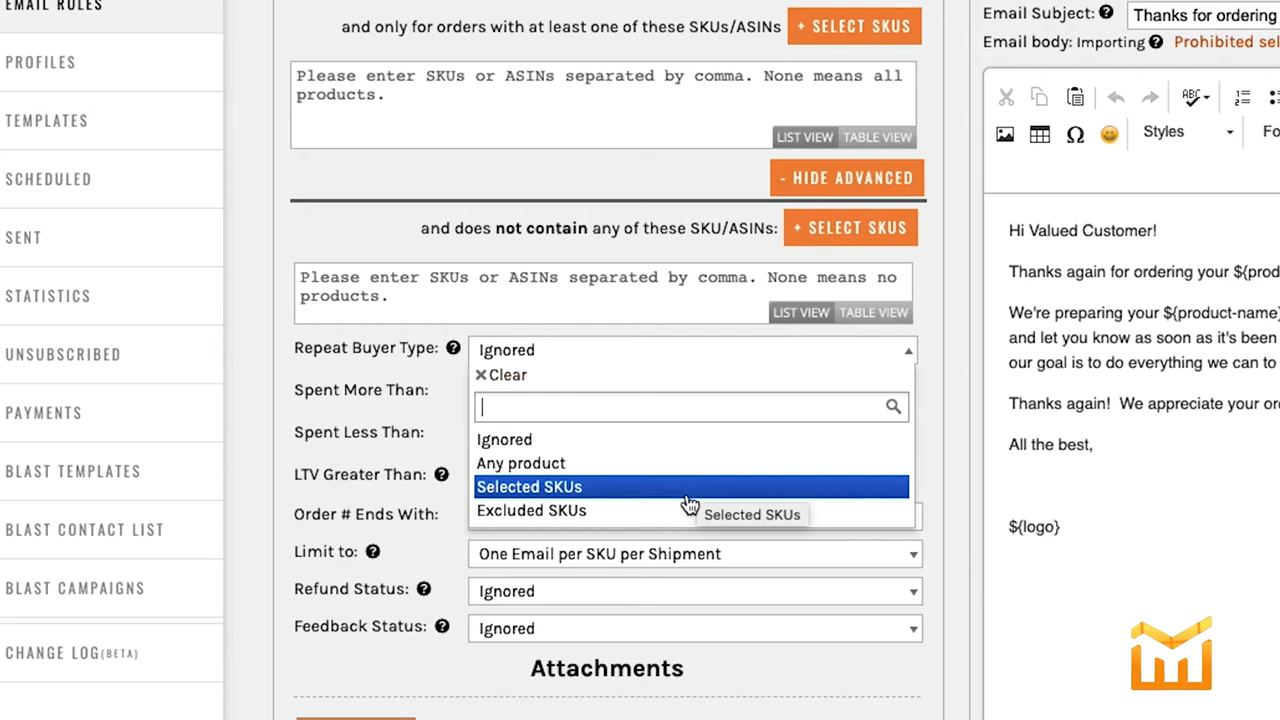 EMAIL RULES
PROFILES
TEMPLATES
SCHEDULED
SENT
STATISTICS
UNSUBSCRIBED
PAYMENTS
BLAST TEMPLATES
BLAST CONTACT LIST
BLAST CAMPAIGNS
CHANGE LOG(BETA)
and only for orders with at least one of these SKUs/ASINs
+ SELECT SKUS
Please enter SKUs or ASINs separated by comma. None means all
products.
LIST VIEW TABLE VIEW
- HIDE ADVANCED
and does not contain any of these SKU/ASINs:
+ SELECT SKUS
Please enter SKUs or ASINs separated by comma. None means no
products.
LIST VIEW TABLE VIEW
Repeat Buyer Type: ? Ignored
Clear
Spent More Than:
Spent Less Than:
Ignored
Any product
LTV Greater Than: ?
Selected SKUs
Excluded SKUs
Selected SKUs
Order # Ends With:
Limit to: ? One Email per SKU per Shipment
Refund Status: ? Ignored
Feedback Status: ? Ignored
Attachments
Email Subject: ? Thanks for ordering
Email body: Importing ? Prohibited
ABC
Styles
Hi Valued Customer!
Thanks again for ordering your ${prod
We're preparing your ${product-name}
and let you know as soon as it's been
our goal is to do everything we can to
Thanks again! We appreciate your
All the best,
${logo}